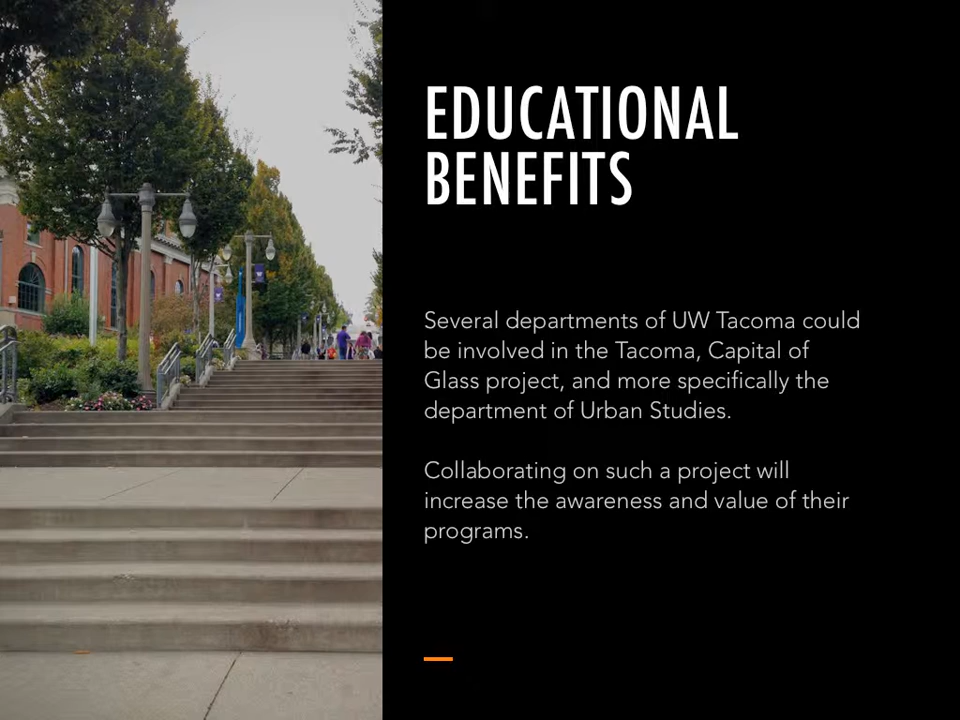 EDUCATIONAL
BENEFITS
Several departments of UW Tacoma could
be involved in the Tacoma, Capital of
Glass project, and more specifically the
department of Urban Studies.
Collaborating on such a project will
increase the awareness and value of their
programs.